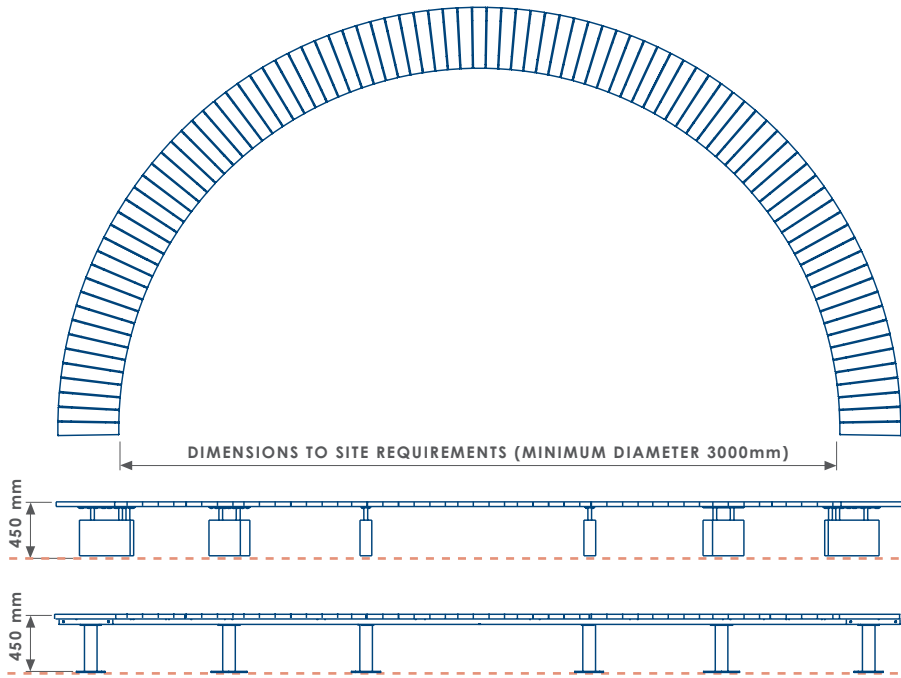 DIMENSIONS TO SITE REQUIREMENTS (MINIMUM DIAMETER 3000mm)
450 mm
450 mm